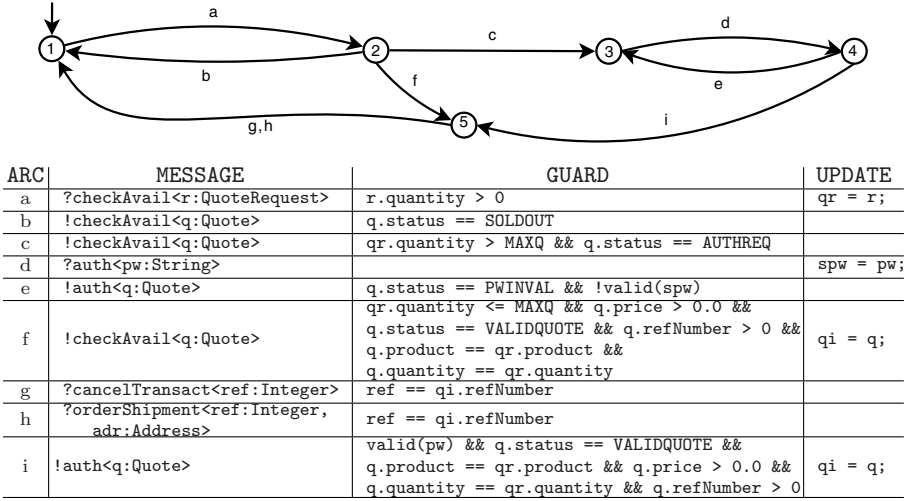 a
d
1
2
c
3
4
b
f
e
g,h
5
i
ARC MESSAGE GUARD UPDATE
a ?checkAvail<r:QuoteRequest> r.quantity > 0 qr = r;
b !checkAvail<q:Quote> q.status == SOLDOUT
c !checkAvail<q:Quote> qr.quantity > MAXQ && q.status == AUTHREQ
d ?auth<pw:String> spw = pw;
e !auth<q:Quote> q.status == PWINVAL && !valid(spw)
qr.quantity <= MAXQ && q.price > 0.0 &&
f !checkAvail<q:Quote> q.status == VALIDQUOTE && q.refNumber > 0 && qi = q;
q.product == qr.product &&
q.quantity == qr.quantity
g ?cancelTransact<ref:Integer> ref == qi.refNumber
h ?orderShipment<ref:Integer, ref == qi.refNumber
adr:Address>
valid(pw) && q.status == VALIDQUOTE &&
i !auth<q:Quote> q.product == qr.product && q.price > 0.0 && qi = q;
q.quantity == qr.quantity && q.refNumber > 0